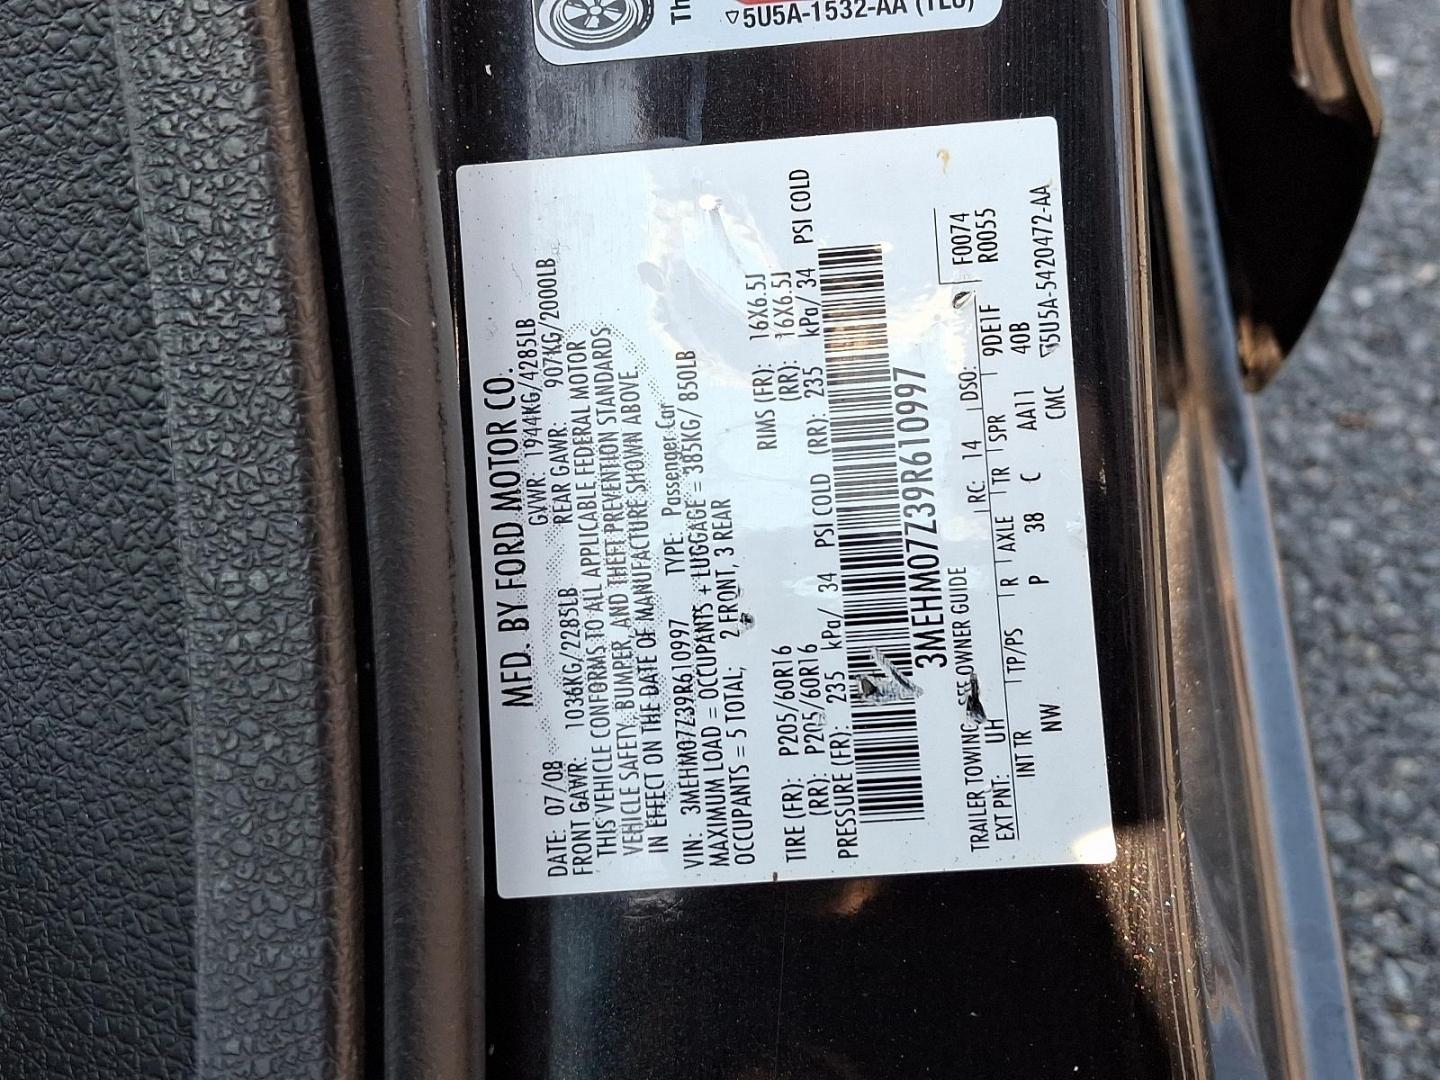 Th
5U5A-1532-AA (TLU)
MFD. BY FORD MOTOR CO.
DATE: 07/08 GVWR: 1944KG/4285LB
FRONT GAWR: 1036KG/2285LB REAR GAWR: 907KG/2000LB
THIS VEHICLE CONFORMS TO ALL APPLICABLE FEDERAL MOTOR
VEHICLE SAFETY, BUMPER, AND THEFT PREVENTION STANDARDS
IN EFFECT ON THE DATE OF MANUFACTURE SHOWN ABOVE.
VIN: 3MEHM07Z39R610997 TYPE: Passenger Car
MAXIMUM LOAD = OCCUPANTS + LUGGAGE = 385KG/ 850LB
OCCUPANTS = 5 TOTAL; 2 FRONT, 3 REAR
TIRE (FR): P205/60R16 RIMS (FR): 16X6.5J
(RR): P205/60R16 (RR): 16X6.5J
PRESSURE (FR): 235 kPa/ 34 PSI COLD (RR): 235 kPa/ 34 PSI COLD
3MEHM07Z39R610997
F0074
R0055
TRAILER TOWING: SEE OWNER GUIDE
EXT PNT: UH RC: 14 DSO:
INT TR TP/PS R AXLE TR SPR 9DE1F
NW P 38 C AA11 40B
CMC
5U5A-5420472-AA